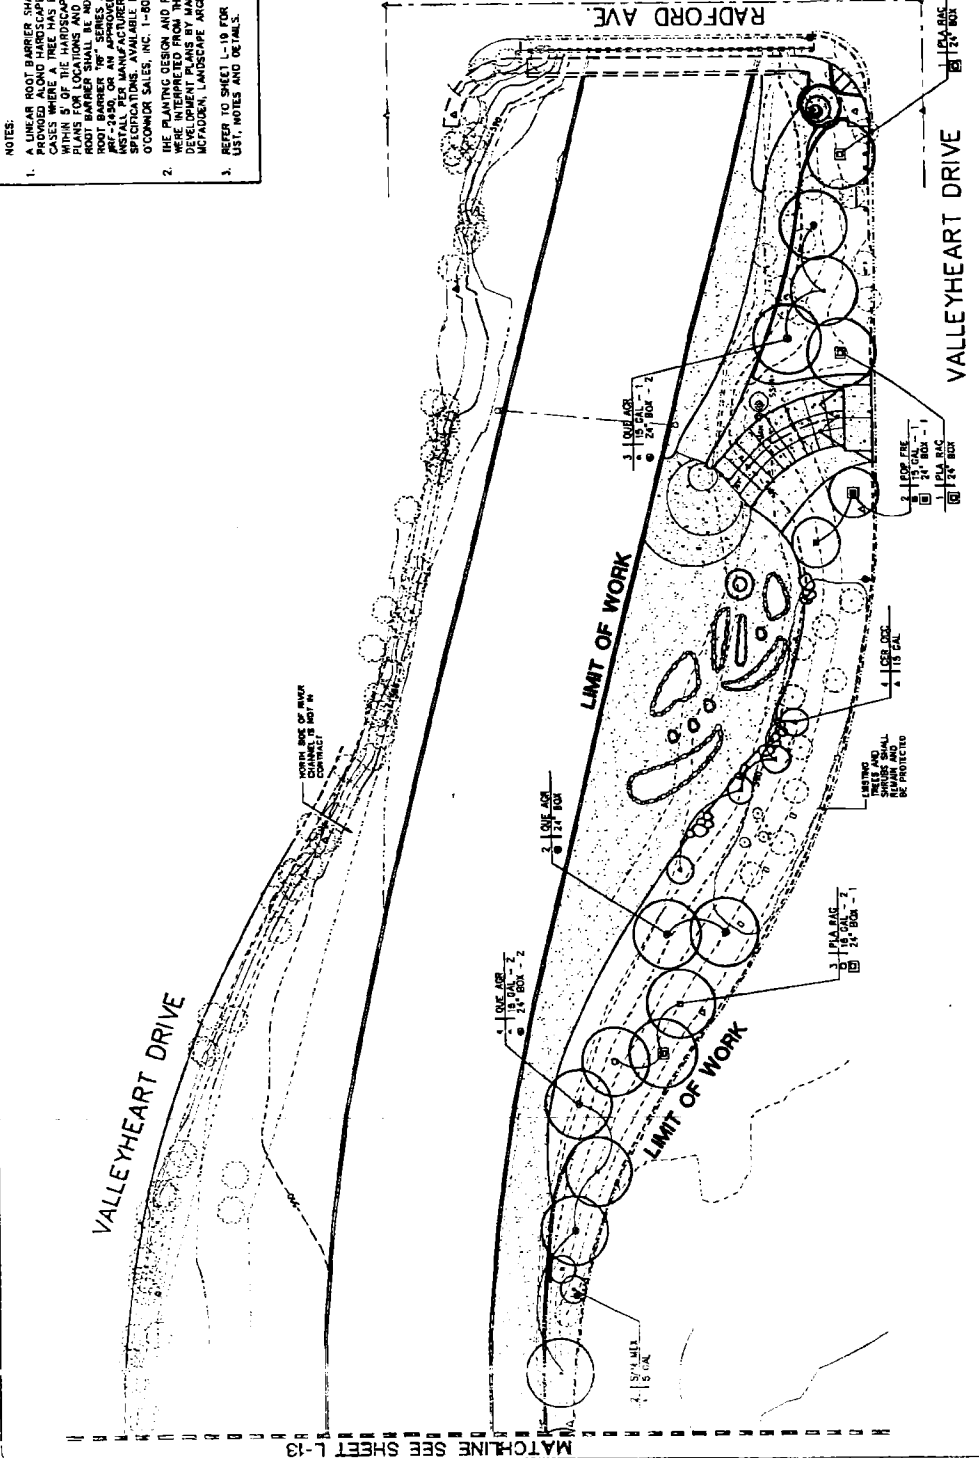 NOTES:
1. A LINEAR ROOT BARRIER SHA
PROVIDED ALONG HARDSCAPE
CASES WHERE A TREE HAS
WITHIN 5' OF THE HARDSCAP
PLANS FOR LOCATIONS AND
ROOT BARRIER SHALL BE
ROOT BARRIER "RF" SERIES
#RF-2450, OR AN APPROVED
INSTALL PER MANUFACTURER
SPECIFICATIONS. AVAILABLE
O'CONNOR SALES, INC. 1-80
2. THE PLANTING DESIGN AND
WERE INTERPRETED FROM TH
DEVELOPMENT PLANS BY
MCFADDEN, LANDSCAPE ARC
3. REFER TO SHEET L-19 FOR
LIST, NOTES AND DETAILS.
RADFORD AVE.
VALLEYHEART DRIVE
VALLEYHEART DRIVE
NORTH SIDE OF RIVER
CHANNEL IS NOT IN
CONTRACT
LIMIT OF WORK
LIMIT OF WORK
4 QUE AGR
15 GAL - 2
24" BOX - 2
2 QUE AGR
24" BOX
3 QUE AGR
15 GAL - 1
24" BOX - 2
2
5 GAL
3 PLA RAC
15 GAL - 2
24" BOX - 1
EXISTING
TREES AND
SHRUBS SHALL
REMAIN AND
BE PROTECTED
4 CER OCC
15 GAL
2 POP FRE
15 GAL - 1
24" BOX - 1
1 PLA RAC
24" BOX
1 PLA RAC
24" BOX
MATCHLINE SEE SHEET L-13